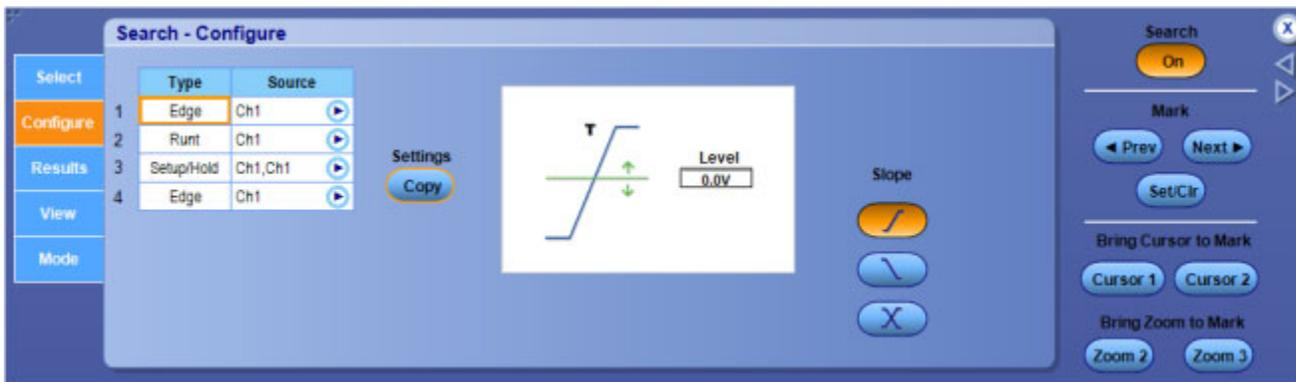 Search - Configure
Select
Configure
Results
View
Mode
Type Source
1 Edge Ch1
2 Runt Ch1
3 Setup/Hold Ch1,Ch1
4 Edge Ch1
Settings
Copy
T
Level
0.0V
Slope
Search
On
X
Mark
Prev Next
Set/Clr
Bring Cursor to Mark
Cursor 1 Cursor 2
Bring Zoom to Mark
Zoom 2 Zoom 3